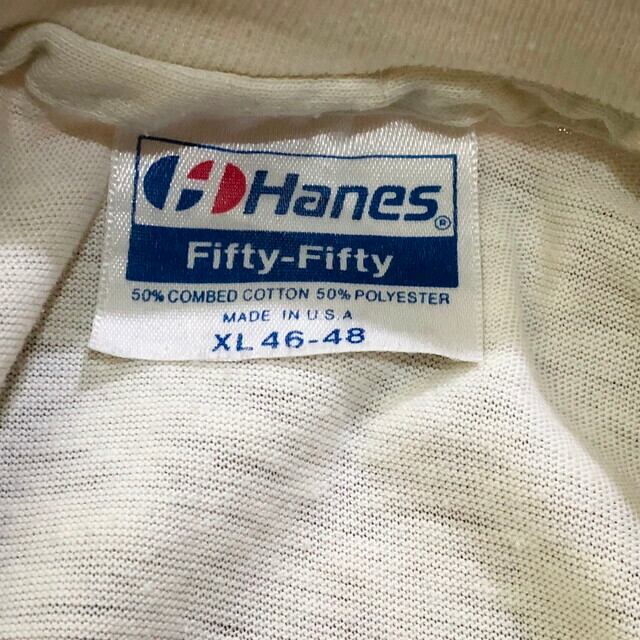 Hanes®
Fifty-Fifty
50% COMBED COTTON 50% POLYESTER
MADE IN U.S.A
XL 46-48